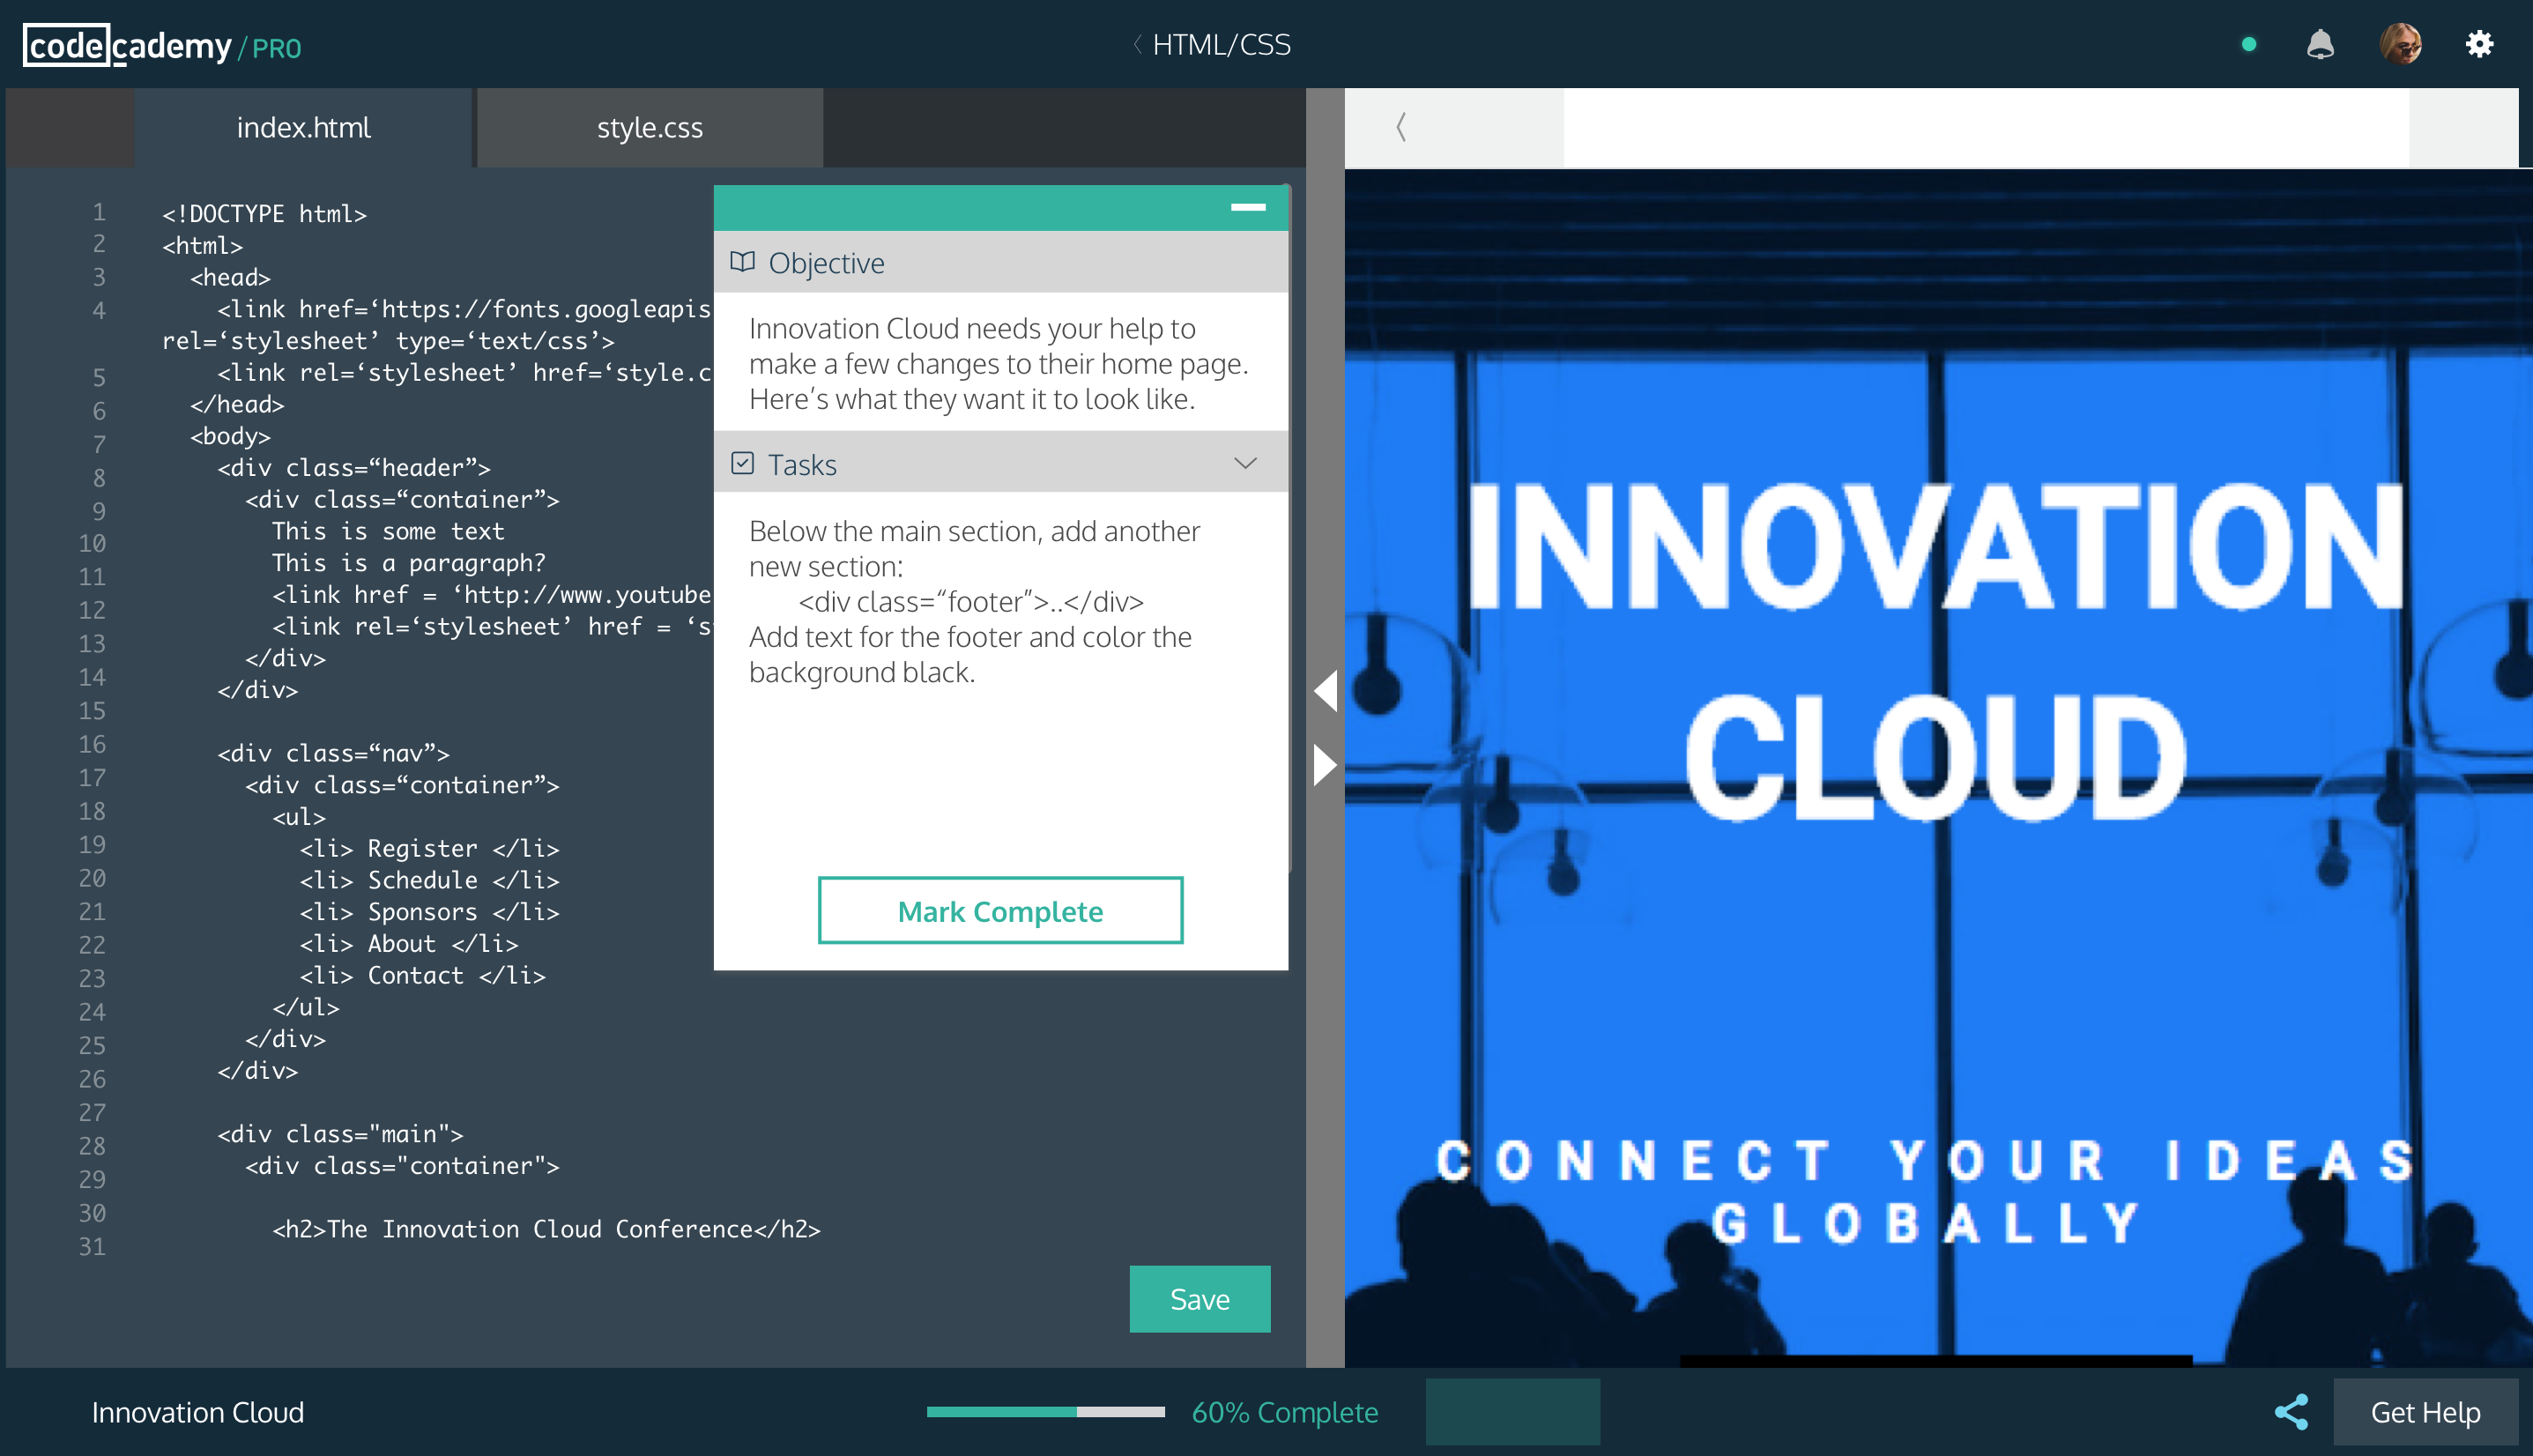 codecademy/PRO
HTML/CSS
index.html
style.css
1 <!DOCTYPE html>
2 <html>
3 <head>
4 <link href=‘https://fonts.googleapis
rel=‘stylesheet’ type=‘text/css’>
5 <link rel=‘stylesheet’ href=‘style.c
6 </head>
7 <body>
8 <div class=“header”>
9 <div class=“container”>
10 This is some text
11 This is a paragraph?
12 <link href = ‘http://www.youtube
13 <link rel=‘stylesheet’ href = ‘s
14 </div>
15 </div>
16 <div class=“nav”>
17 <div class=“container”>
18 <ul>
19 <li> Register </li>
20 <li> Schedule </li>
21 <li> Sponsors </li>
22 <li> About </li>
23 <li> Contact </li>
24 </ul>
25 </div>
26 </div>
27
28 <div class="main">
29 <div class="container">
30
31 <h2>The Innovation Cloud Conference</h2>
Objective
Innovation Cloud needs your help to
make a few changes to their home page.
Here’s what they want it to look like.
Tasks
Below the main section, add another
new section:
<div class=“footer”>..</div>
Add text for the footer and color the
background black.
Mark Complete
Save
INNOVATION
CLOUD
CONNECT YOUR IDEAS
GLOBALLY
Innovation Cloud
60% Complete
Get Help